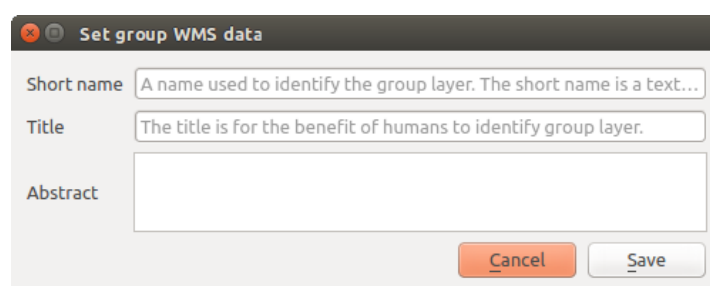 Set group WMS data
Short name A name used to identify the group layer. The short name is a text...
Title The title is for the benefit of humans to identify group layer.
Abstract
Cancel Save